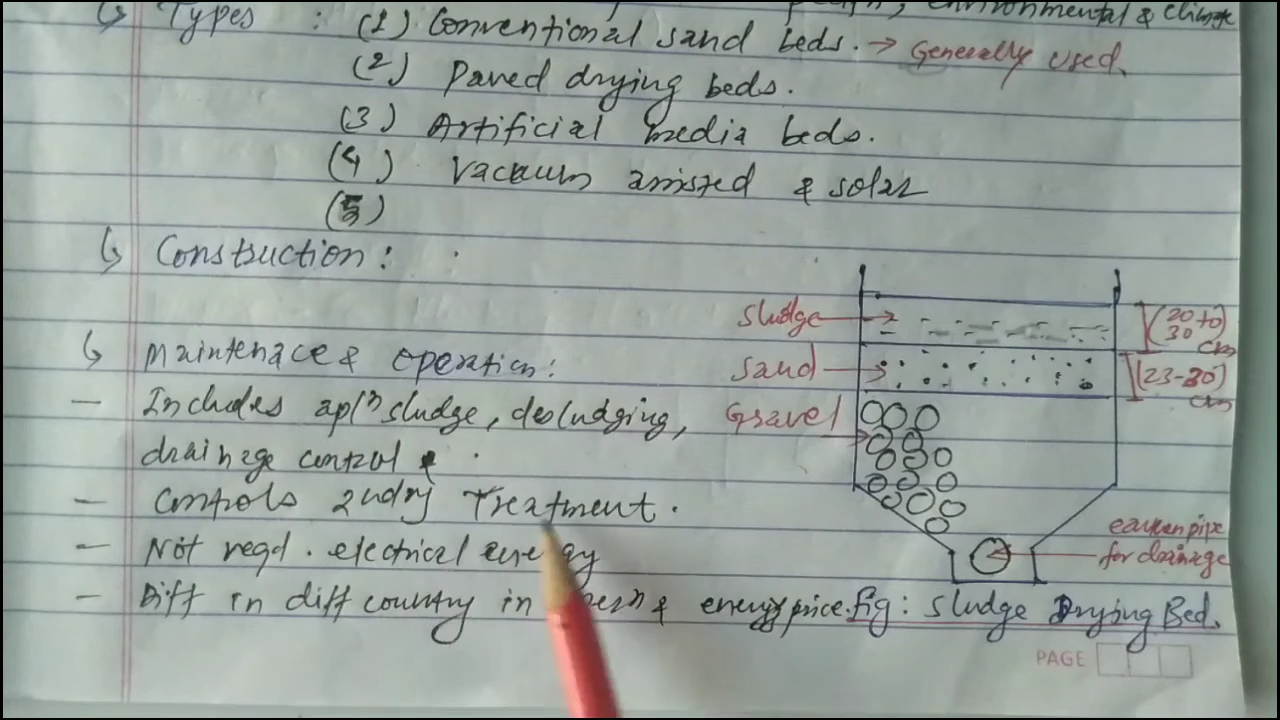 environmental & climate
↳ Types : (1) Conventional sand beds. → Generally used.
(2) Paved drying beds.
(3) Artificial media beds.
(4) Vacuum assisted & solar
(5)
↳ Construction :
↳ Maintenace & operation :
- Includes apl^n sludge, desludging,
drainage control &
- Controls 2ndry Treatment.
- Not reqd. electrical energy
- Diff in diff country in & energy price.
sludge
sand
Gravel
(20 to 30 cm
(23-30) cm
earthen pipe
for drainage
fig : Sludge Drying Bed.
PAGE